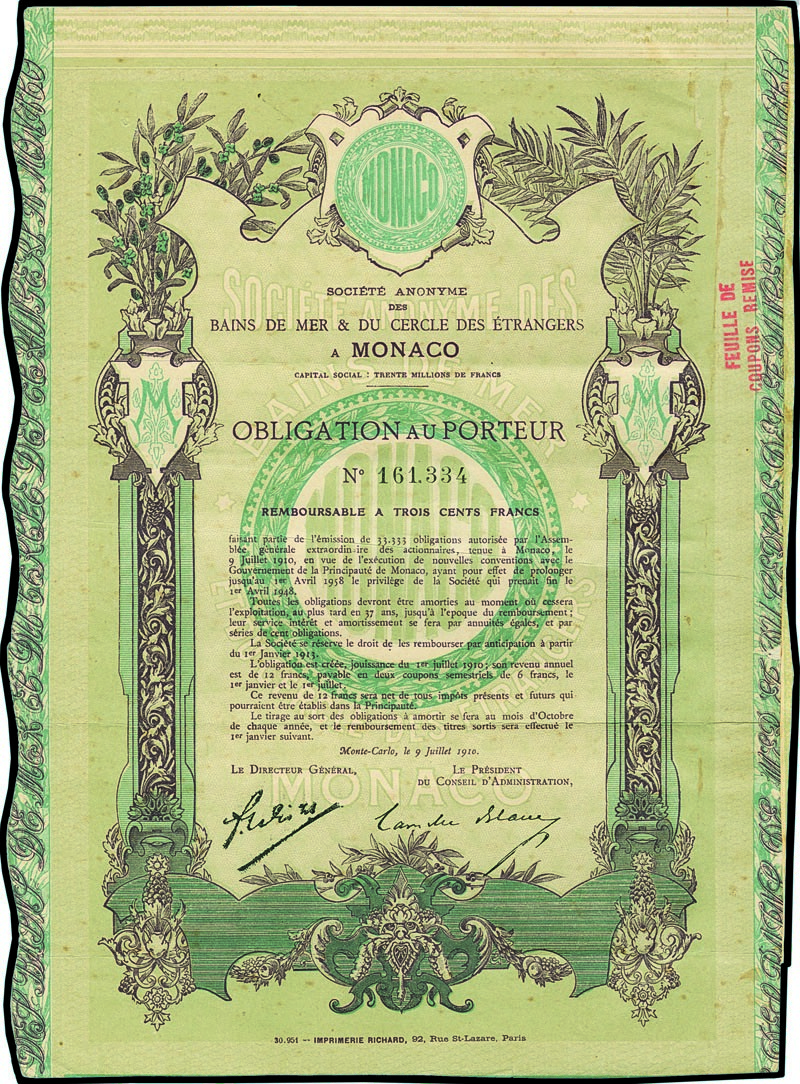 MONACO
SOCIÉTÉ ANONYME
DES
BAINS DE MER & DU CERCLE DES ÉTRANGERS
A MONACO
CAPITAL SOCIAL : TRENTE MILLIONS DE FRANCS
OBLIGATION AU PORTEUR
N° 161.334
REMBOURSABLE A TROIS CENTS FRANCS
faisant partie de l'émission de 33.333 obligations autorisée par l'Assem-
blée générale extraordinaire des actionnaires, tenue à Monaco, le
9 Juillet 1910, en vue de l'exécution de nouvelles conventions avec le
Gouvernement de la Principauté de Monaco, ayant pour effet de prolonger
jusqu'au 1er Avril 1958 le privilège de la Société qui prenait fin le
1er Avril 1948.
Toutes les obligations devront être amorties au moment où cessera
l'exploitation, au plus tard en 37 ans, jusqu'à l'epoque du remboursement;
leur service intérêt et amortissement se fera par annuités égales, et par
séries de cent obligations.
La Société se réserve le droit de les rembourser par anticipation à partir
du 1er Janvier 1913.
L'obligation est créée, jouissance du 1er juillet 1910; son revenu annuel
est de 12 francs, payable en deux coupons semestriels de 6 francs, le
1er janvier et le 1er juillet.
Ce revenu de 12 francs sera net de tous impôts présents et futurs qui
pourraient être établis dans la Principauté.
Le tirage au sort des obligations à amortir se fera au mois d'Octobre
de chaque année, et le remboursement des titres sortis sera effectué le
1er janvier suivant.
Monte-Carlo, le 9 Juillet 1910.
LE DIRECTEUR GÉNÉRAL,
LE PRÉSIDENT
DU CONSEIL D'ADMINISTRATION,
Camille Blanc
FEUILLE DE
COUPONS REMISE
SOCIÉTÉ ANONYME DES
BAINS DE MER
MONACO
30.951 -- IMPRIMERIE RICHARD, 92, Rue St-Lazare, Paris